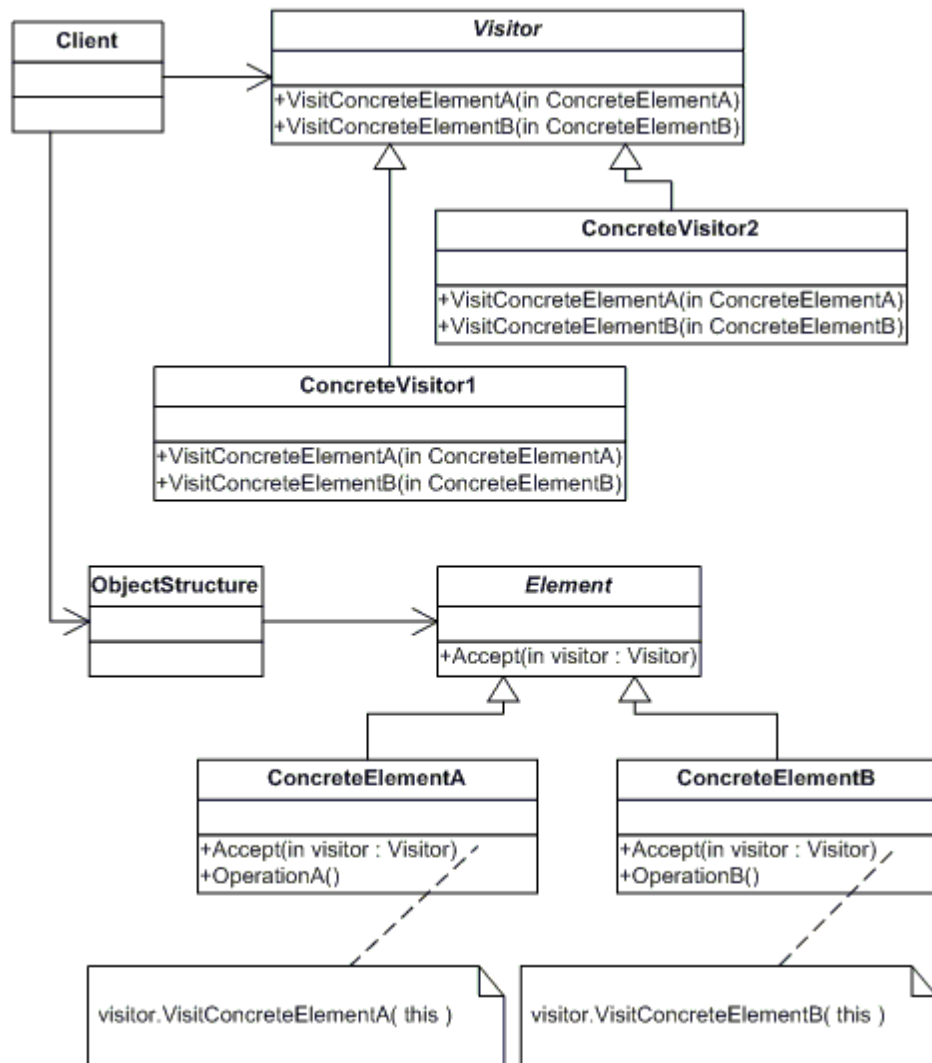 Client
Visitor
+VisitConcreteElementA(in ConcreteElementA)
+VisitConcreteElementB(in ConcreteElementB)
ConcreteVisitor2
+VisitConcreteElementA(in ConcreteElementA)
+VisitConcreteElementB(in ConcreteElementB)
ConcreteVisitor1
+VisitConcreteElementA(in ConcreteElementA)
+VisitConcreteElementB(in ConcreteElementB)
ObjectStructure
Element
+Accept(in visitor : Visitor)
ConcreteElementA
+Accept(in visitor : Visitor)
+OperationA()
ConcreteElementB
+Accept(in visitor : Visitor)
+OperationB()
visitor.VisitConcreteElementA( this )
visitor.VisitConcreteElementB( this )